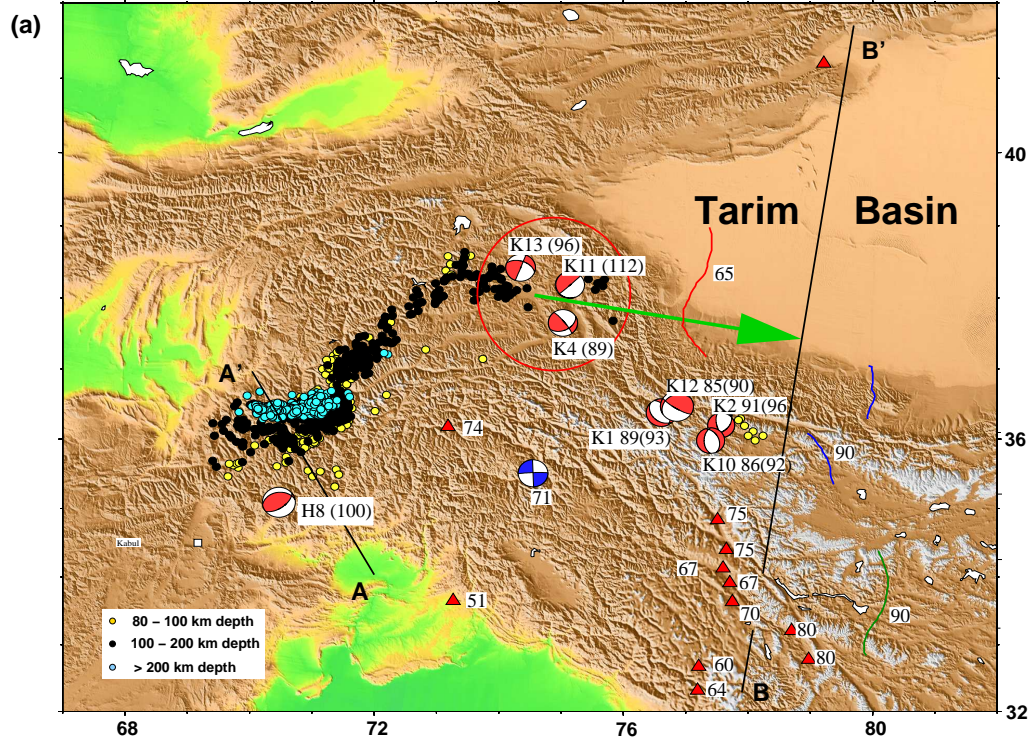 (a)
B'
40
Tarim Basin
K13 (96)
K11 (112)
65
K4 (89)
A'
K12 85(90)
K2 91(96)
74
K1 89(93)
36
90
K10 86(92)
71
H8 (100)
75
Kabul
75
67
67
A
51
70
90
80 – 100 km depth
100 – 200 km depth
> 200 km depth
80
60
80
64
B
32
68
72
76
80